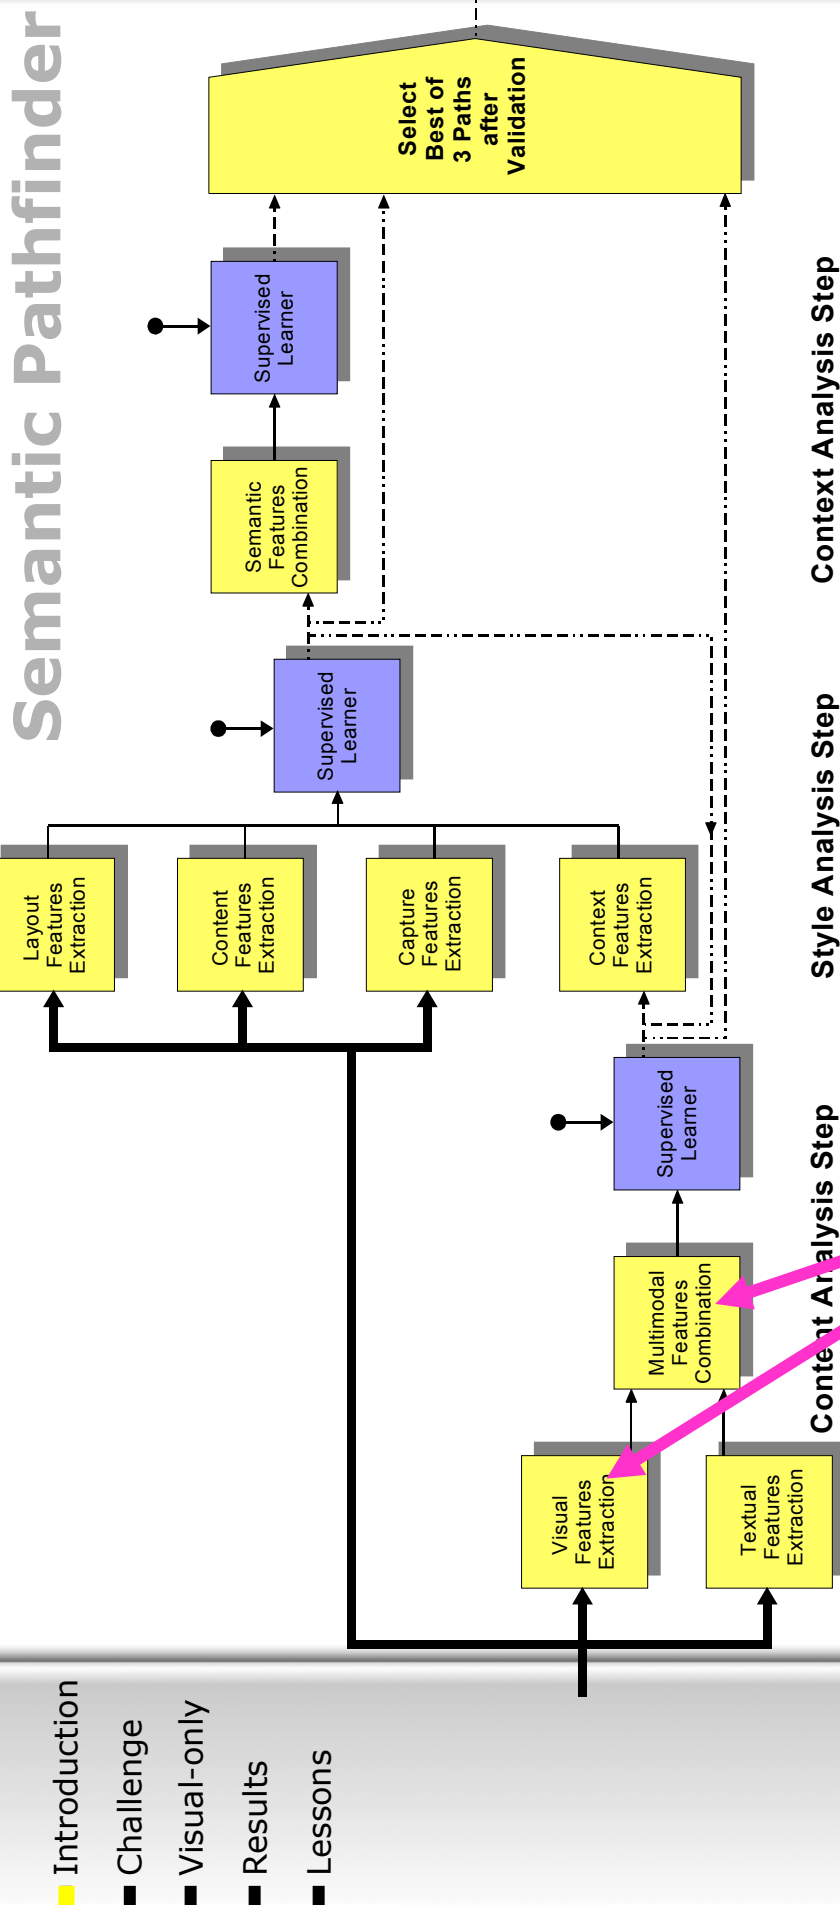 Semantic Pathfinder
Introduction
Challenge
Visual-only
Results
Lessons
Visual
Features
Extraction
Textual
Features
Extraction
Multimodal
Features
Combination
Supervised
Learner
Layout
Features
Extraction
Content
Features
Extraction
Capture
Features
Extraction
Context
Features
Extraction
Supervised
Learner
Semantic
Features
Combination
Supervised
Learner
Select
Best of
3 Paths
after
Validation
Content Analysis Step
Style Analysis Step
Context Analysis Step